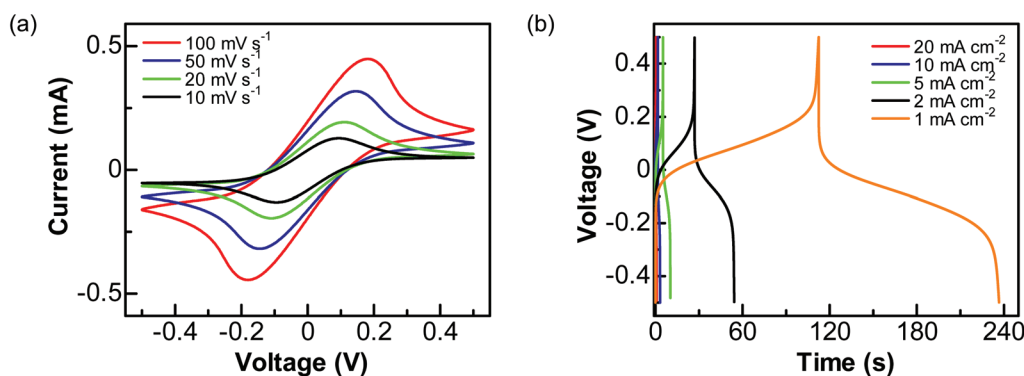 (a)
100 mV s⁻¹
50 mV s⁻¹
20 mV s⁻¹
10 mV s⁻¹
0.5
0
-0.5
Current (mA)
-0.4 -0.2 0 0.2 0.4
Voltage (V)
(b)
20 mA cm⁻²
10 mA cm⁻²
5 mA cm⁻²
2 mA cm⁻²
1 mA cm⁻²
0.4
0.2
0
-0.2
-0.4
Voltage (V)
0 60 120 180 240
Time (s)